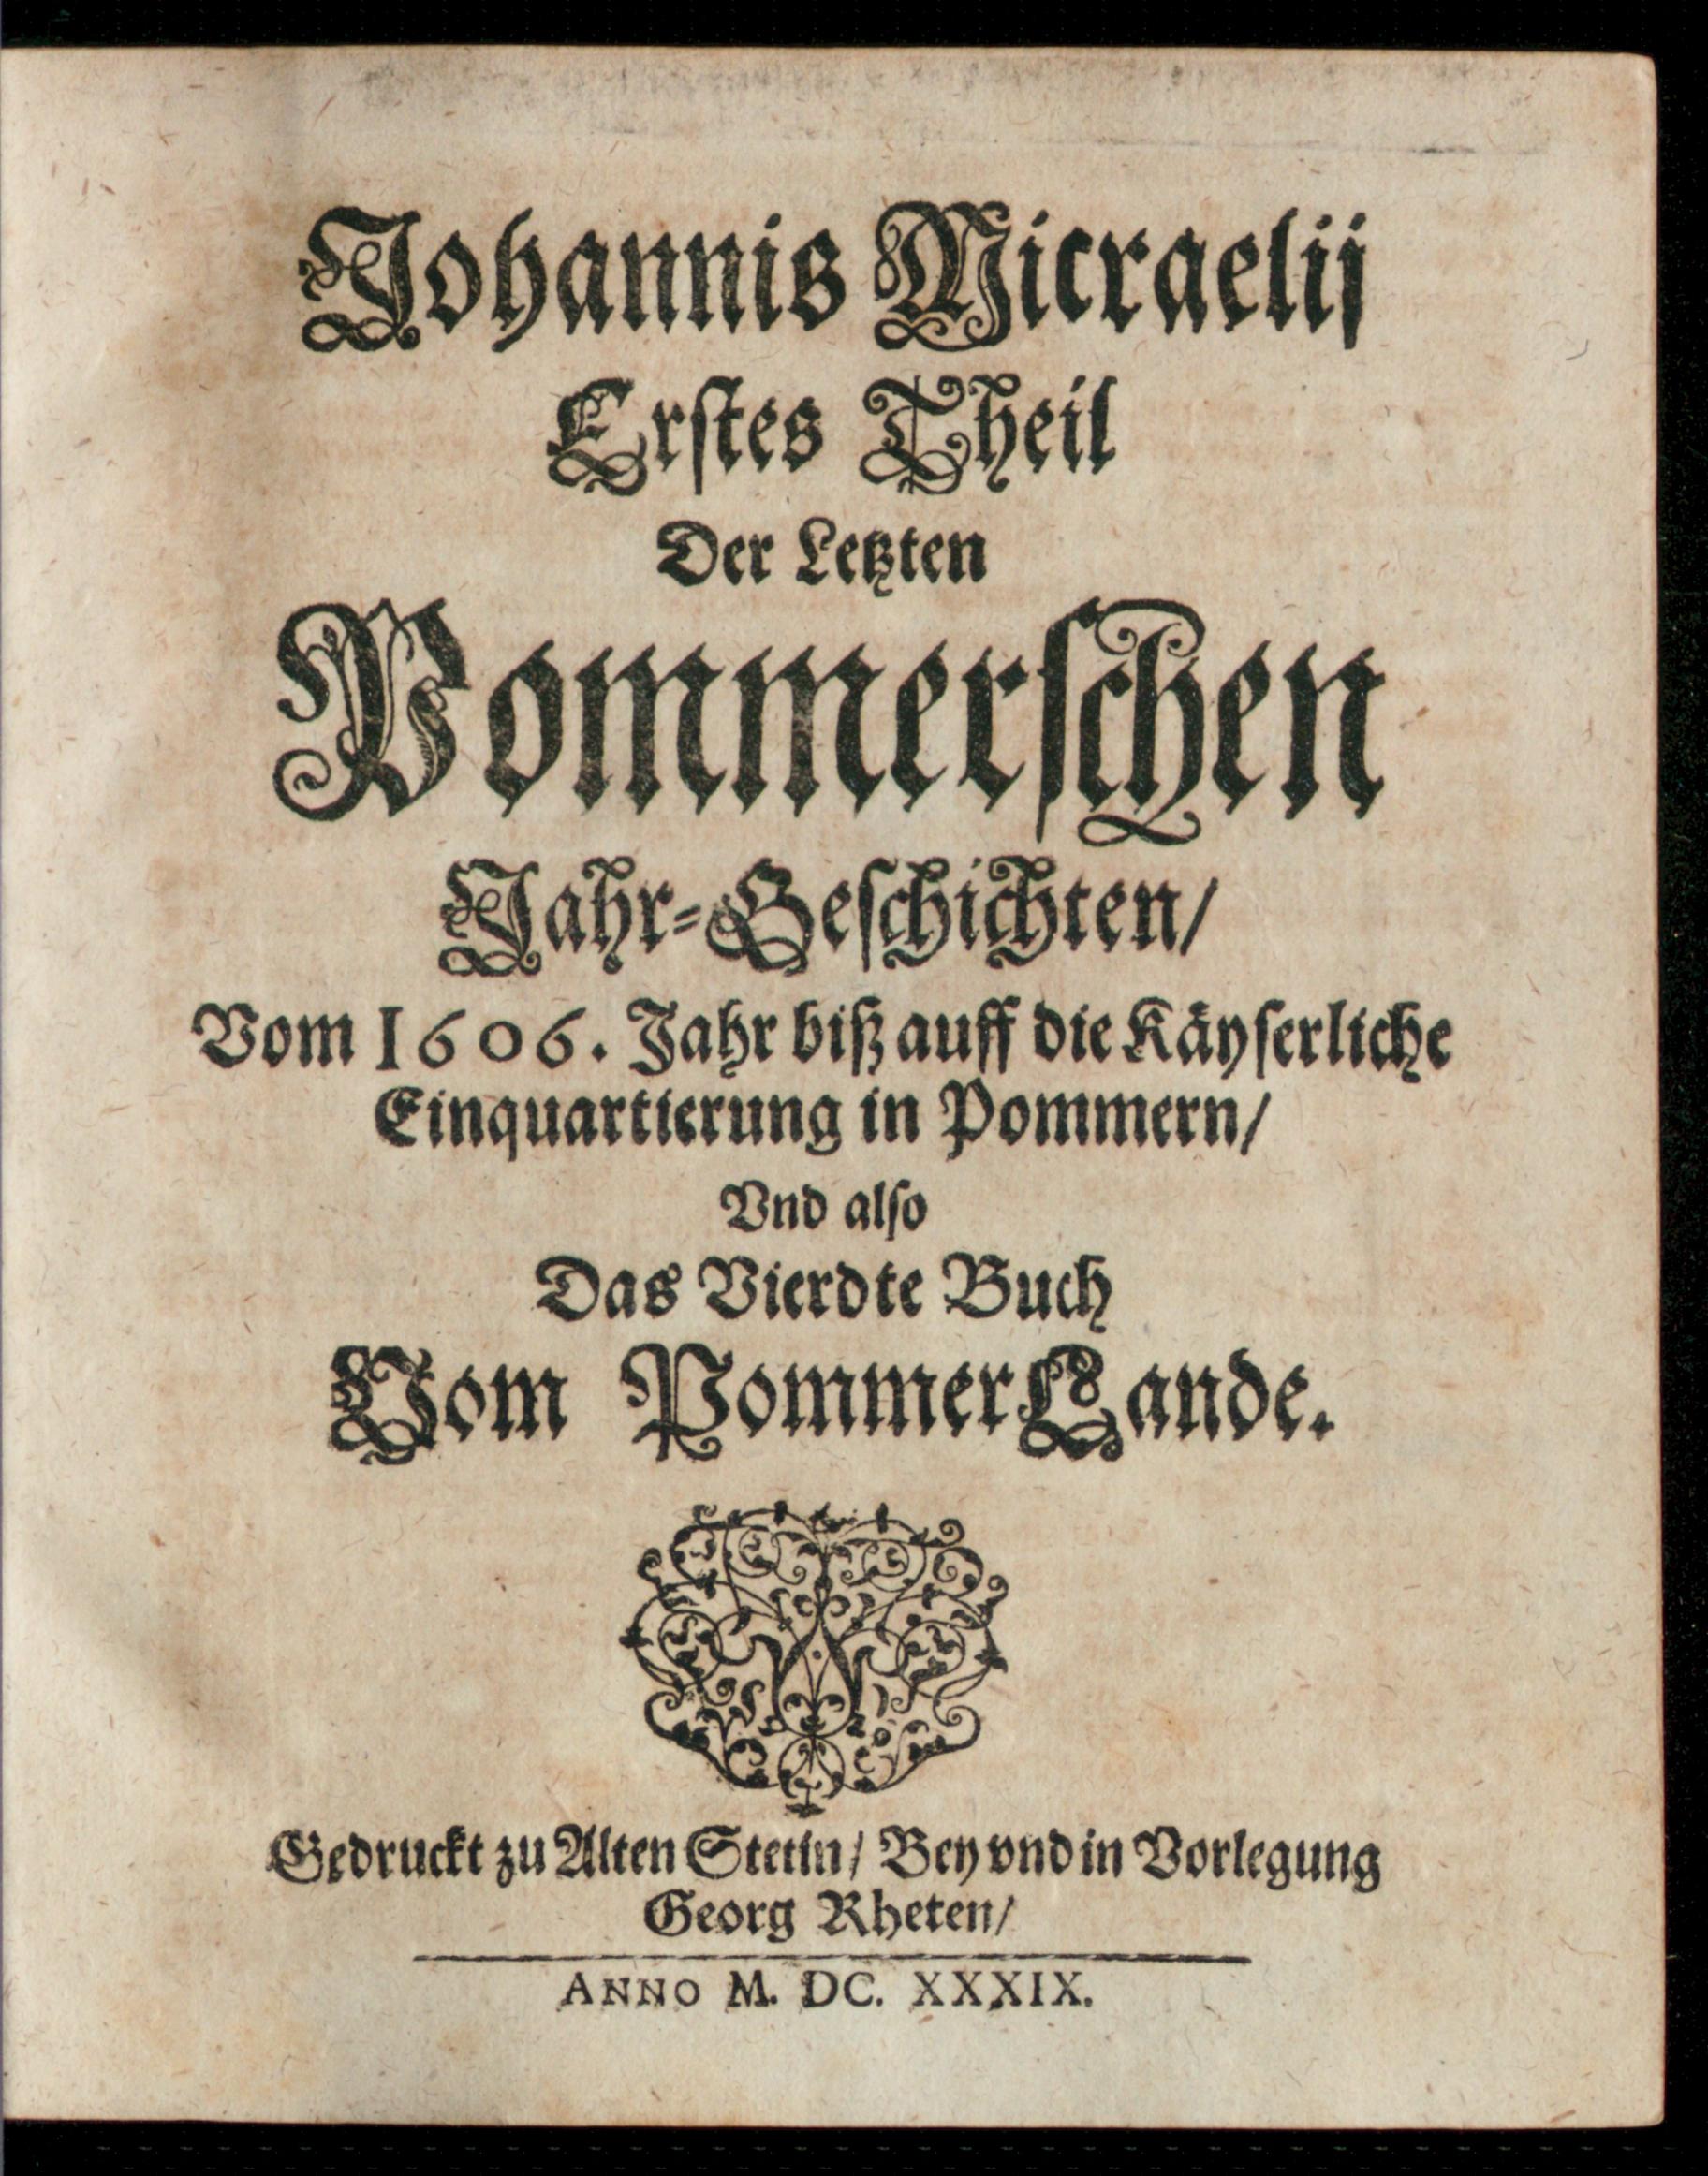 Johannis Micraelij
Erſtes Theil
Der Letzten
Pommerſchen
Jahr-Geſchichten/
Vom 1606. Jahr biß auff die Käyſerliche
Einquartierung in Pommern/
Vnd alſo
Das Vierdte Buch
Vom PommerLande.
Gedruckt zu Alten Stetin/ Bey vnd in Vorlegung
Georg Rheten/
ANNO M. DC. XXXIX.